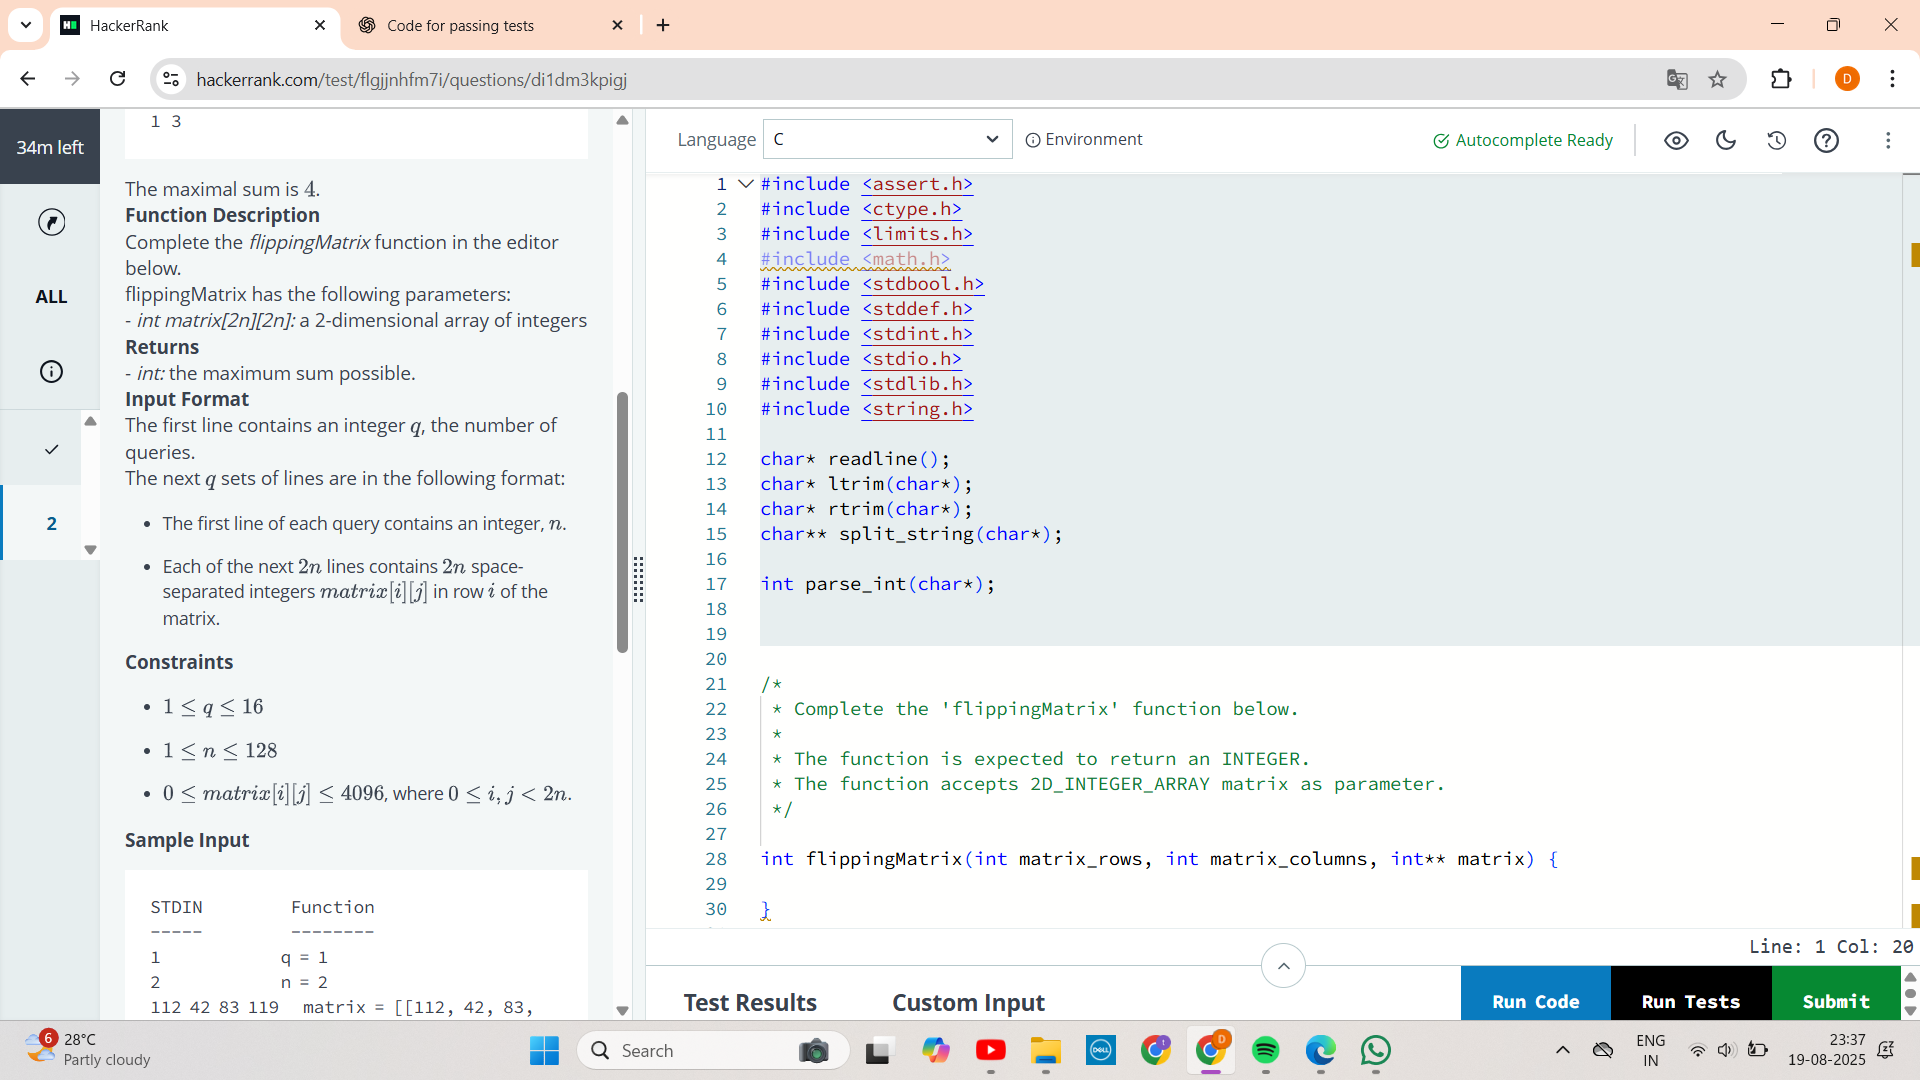 HackerRank
Code for passing tests
hackerrank.com/test/flgjjnhfm7i/questions/di1dm3kpigj
D
34m left
ALL
2
1 3
The maximal sum is 4.
Function Description
Complete the flippingMatrix function in the editor
below.
flippingMatrix has the following parameters:
- int matrix[2n][2n]: a 2-dimensional array of integers
Returns
- int: the maximum sum possible.
Input Format
The first line contains an integer q, the number of
queries.
The next q sets of lines are in the following format:
• The first line of each query contains an integer, n.
• Each of the next 2n lines contains 2n space-
separated integers matrix[i][j] in row i of the
matrix.
Constraints
• 1 ≤ q ≤ 16
• 1 ≤ n ≤ 128
• 0 ≤ matrix[i][j] ≤ 4096, where 0 ≤ i, j < 2n.
Sample Input
STDIN Function
----- --------
1 q = 1
2 n = 2
112 42 83 119 matrix = [[112, 42, 83,
Language C Environment
Autocomplete Ready
1 #include <assert.h>
2 #include <ctype.h>
3 #include <limits.h>
4 #include <math.h>
5 #include <stdbool.h>
6 #include <stddef.h>
7 #include <stdint.h>
8 #include <stdio.h>
9 #include <stdlib.h>
10 #include <string.h>
11
12 char* readline();
13 char* ltrim(char*);
14 char* rtrim(char*);
15 char** split_string(char*);
16
17 int parse_int(char*);
18
19
20
21 /*
22 * Complete the 'flippingMatrix' function below.
23 *
24 * The function is expected to return an INTEGER.
25 * The function accepts 2D_INTEGER_ARRAY matrix as parameter.
26 */
27
28 int flippingMatrix(int matrix_rows, int matrix_columns, int** matrix) {
29
30 }
Line: 1 Col: 20
Test Results Custom Input
Run Code Run Tests Submit
6
28°C
Partly cloudy
Search
DELL
D
ENG
IN
23:37
19-08-2025